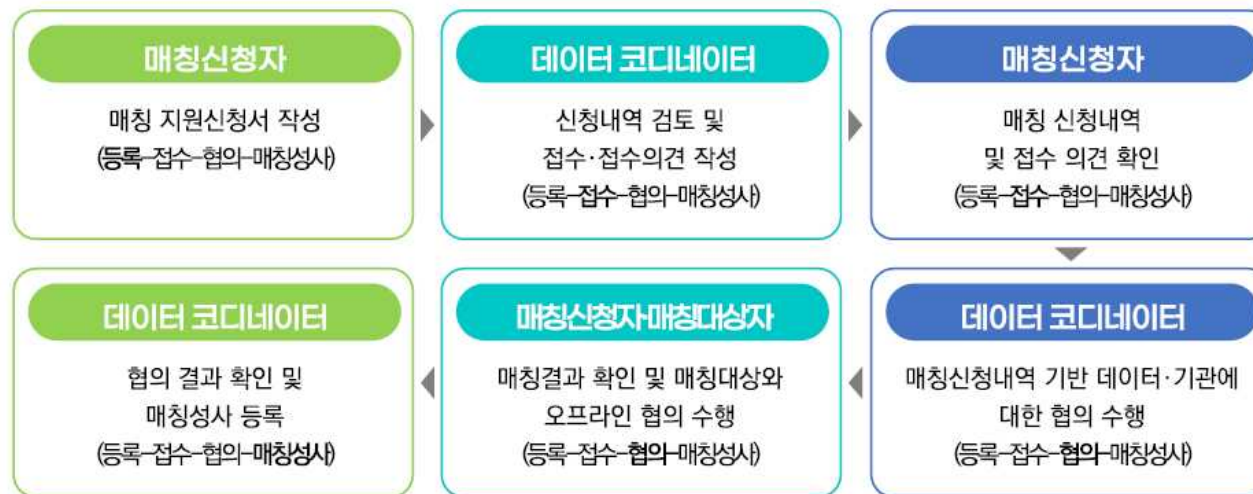 매칭신청자
매칭 지원신청서 작성
(등록-접수-협의-매칭성사)
데이터 코디네이터
신청내역 검토 및
접수·접수의견 작성
(등록-접수-협의-매칭성사)
매칭신청자
매칭 신청내역
및 접수 의견 확인
(등록-접수-협의-매칭성사)
데이터 코디네이터
매칭신청내역 기반 데이터·기관에
대한 협의 수행
(등록-접수-협의-매칭성사)
매칭신청자·매칭대상자
매칭결과 확인 및 매칭대상와
오프라인 협의 수행
(등록-접수-협의-매칭성사)
데이터 코디네이터
협의 결과 확인 및
매칭성사 등록
(등록-접수-협의-매칭성사)